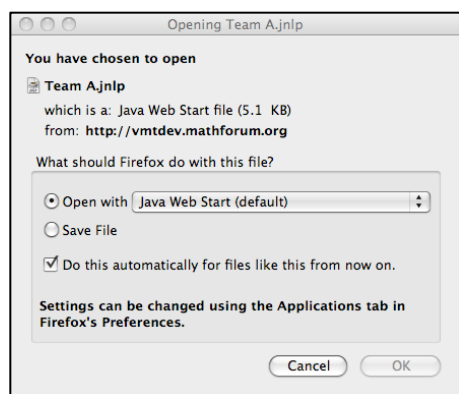 Opening Team A.jnlp
You have chosen to open
Team A.jnlp
which is a: Java Web Start file (5.1 KB)
from: http://vmtdev.mathforum.org
What should Firefox do with this file?
Open with Java Web Start (default)
Save File
Do this automatically for files like this from now on.
Settings can be changed using the Applications tab in
Firefox's Preferences.
Cancel OK